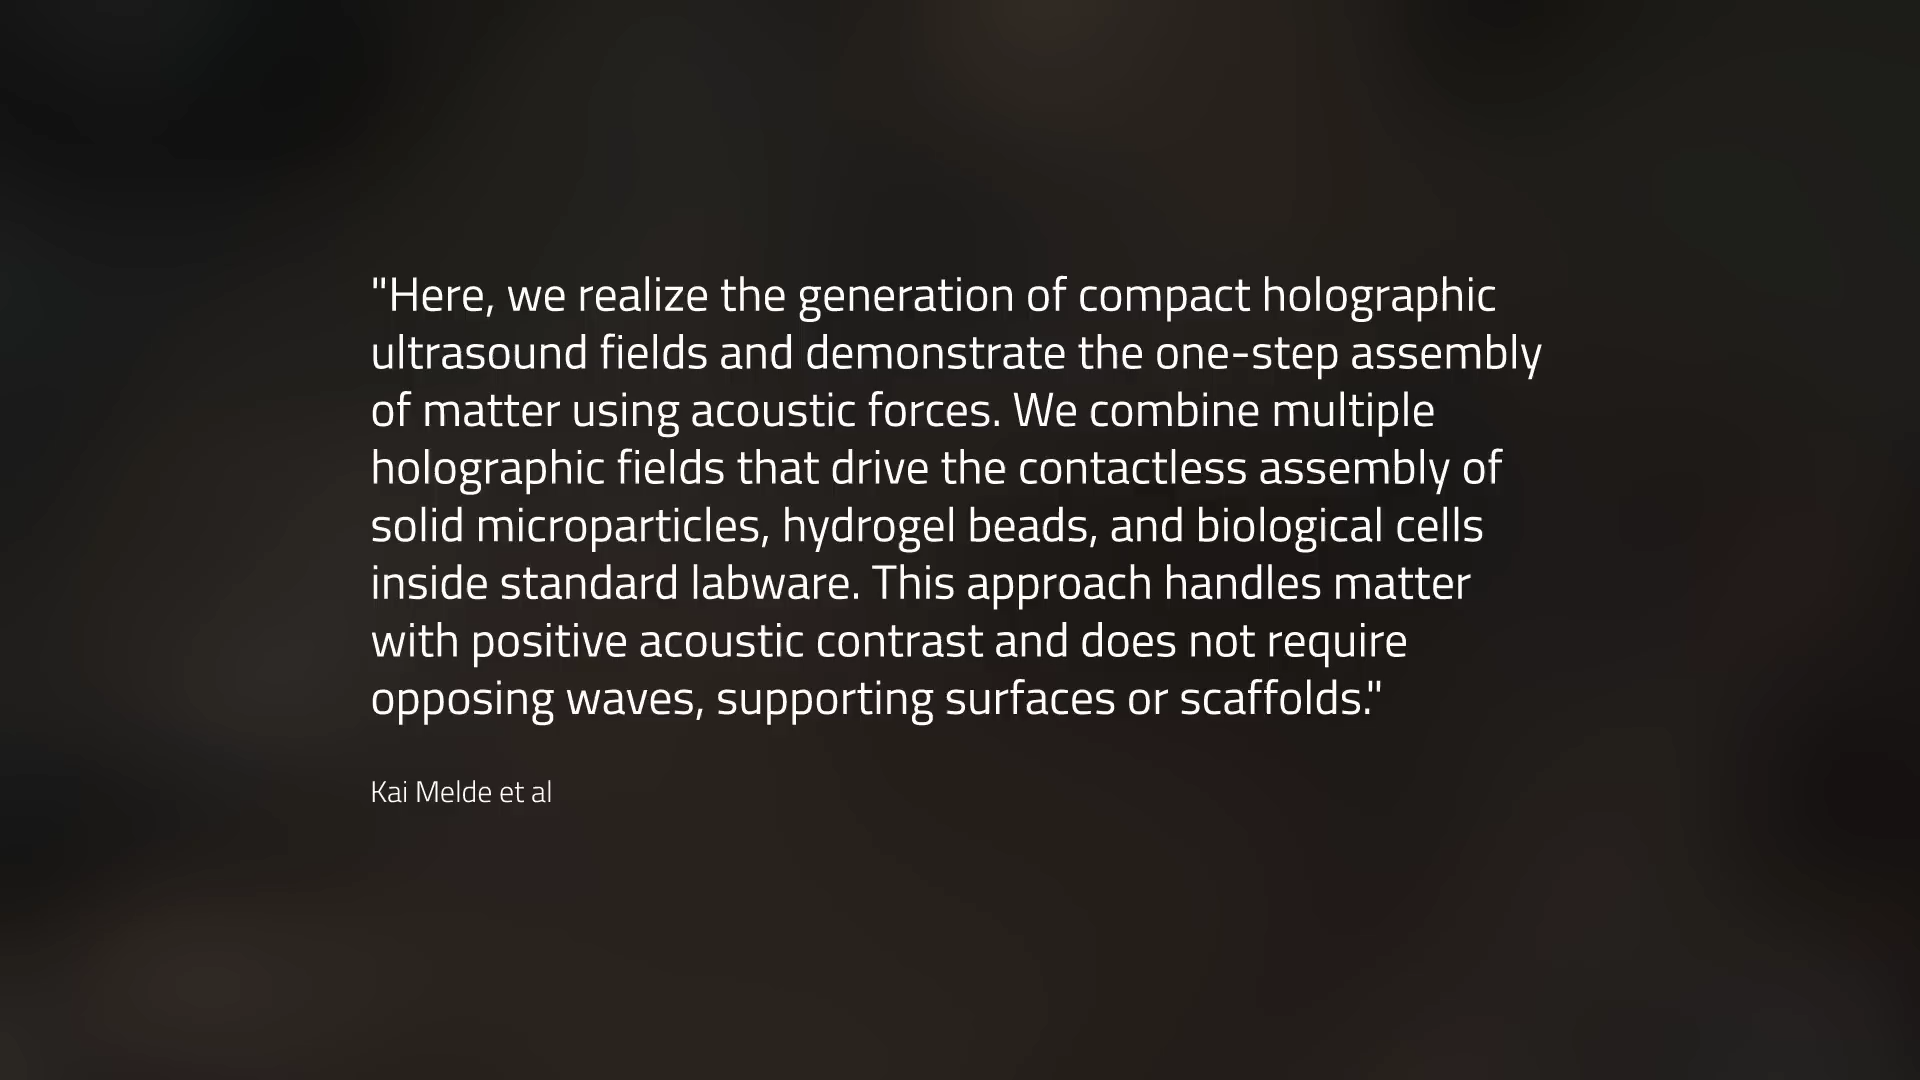 "Here, we realize the generation of compact holographic
ultrasound fields and demonstrate the one-step assembly
of matter using acoustic forces. We combine multiple
holographic fields that drive the contactless assembly of
solid microparticles, hydrogel beads, and biological cells
inside standard labware. This approach handles matter
with positive acoustic contrast and does not require
opposing waves, supporting surfaces or scaffolds."
Kai Melde et al